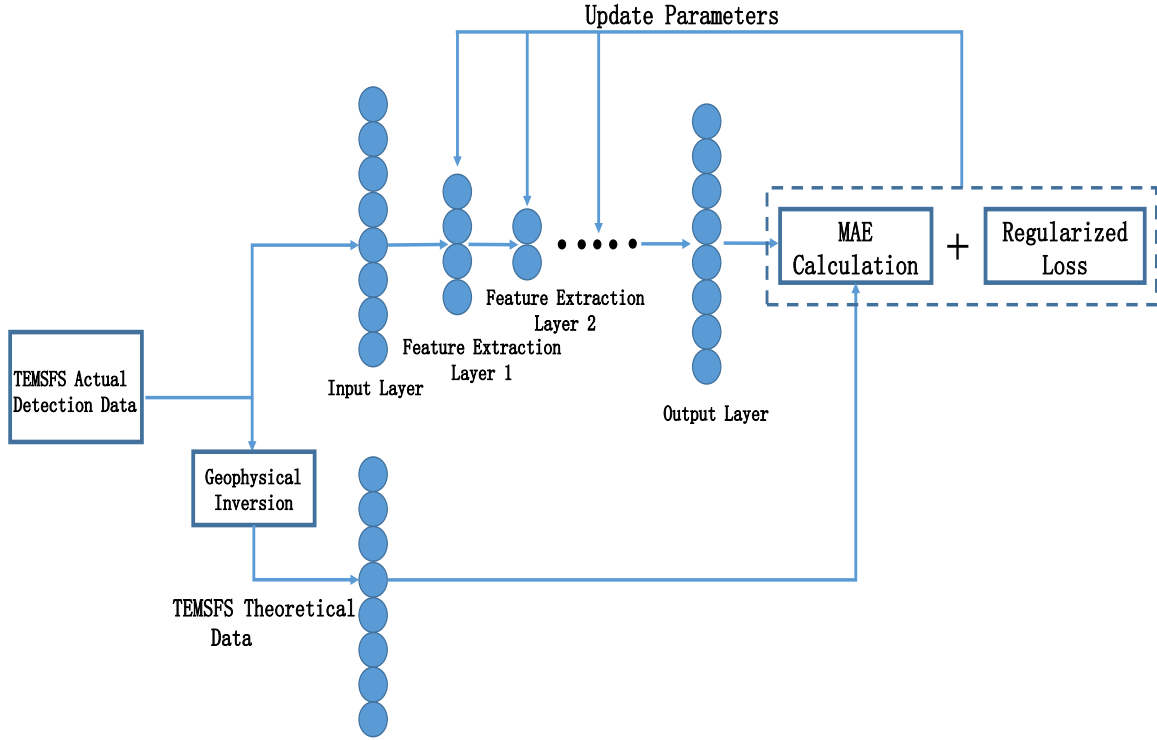 Update Parameters
MAE
Calculation
+
Regularized
Loss
Feature Extraction
Layer 2
Feature Extraction
Layer 1
Input Layer
Output Layer
TEMSFS Actual
Detection Data
Geophysical
Inversion
TEMSFS Theoretical
Data